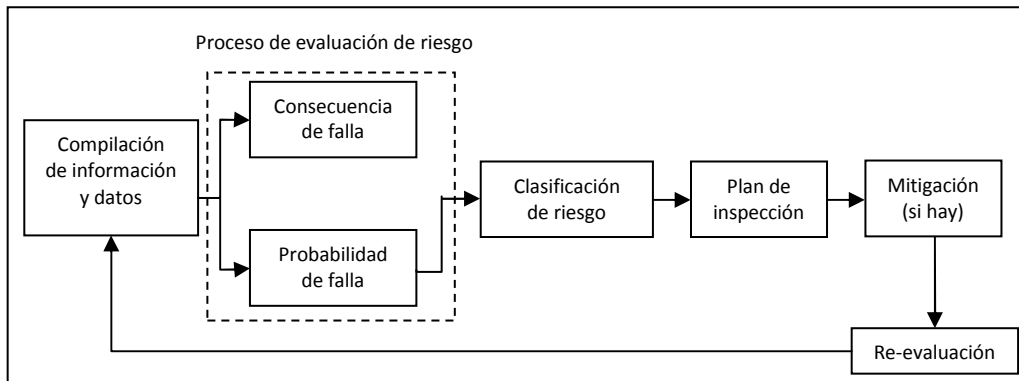 Proceso de evaluación de riesgo
Compilación
de información
y datos
Consecuencia
de falla
Probabilidad
de falla
Clasificación
de riesgo
Plan de
inspección
Mitigación
(si hay)
Re-evaluación